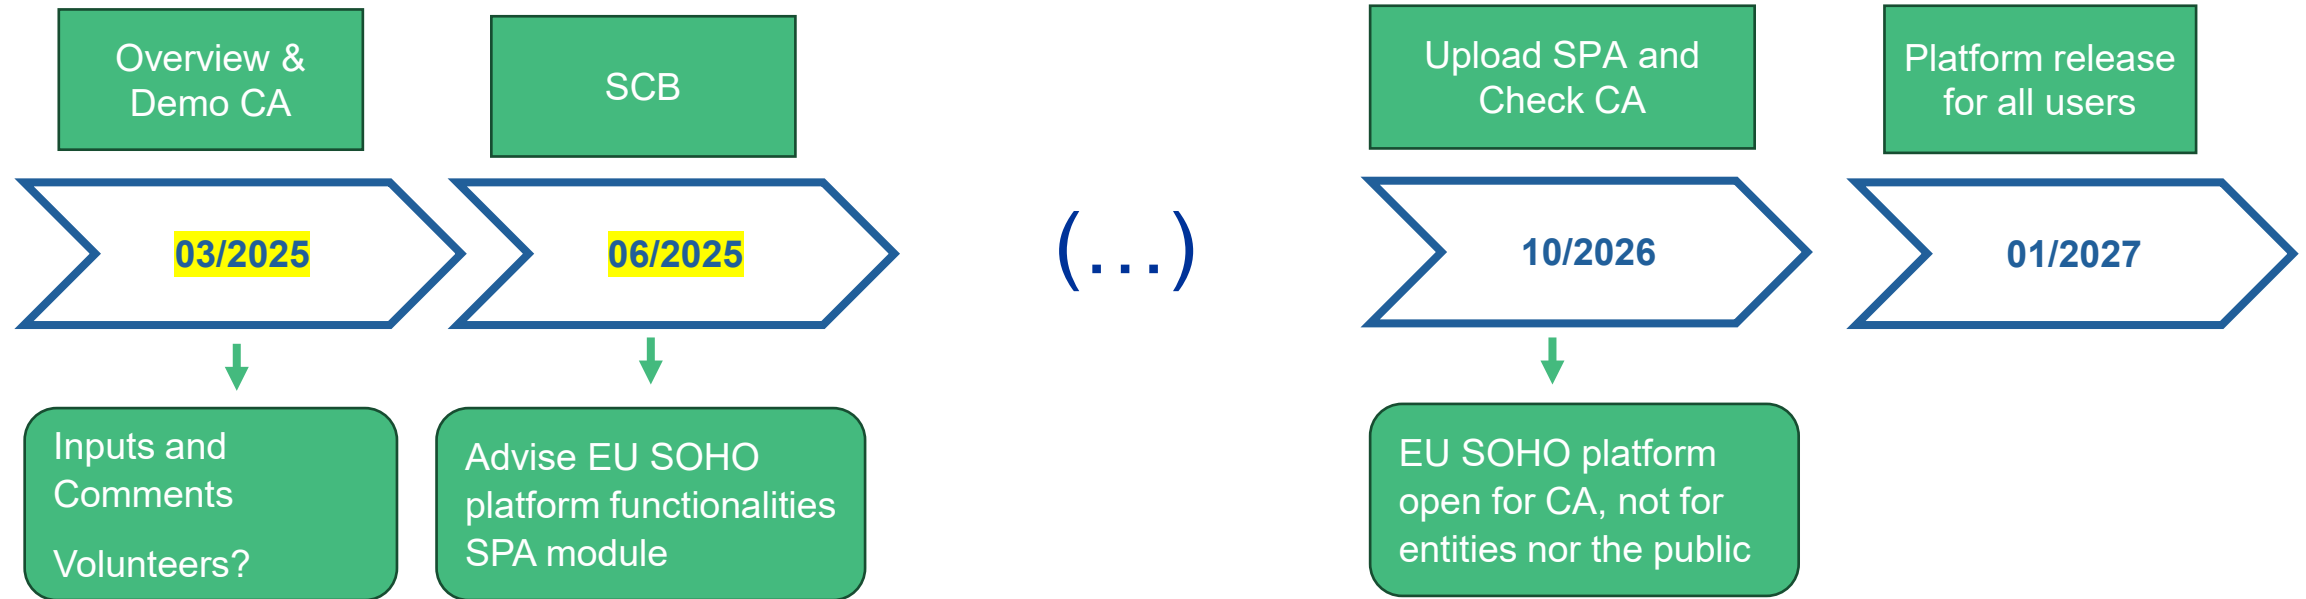 Overview &
Demo CA
SCB
Upload SPA and
Check CA
Platform release
for all users
03/2025
06/2025
(...)
10/2026
01/2027
Inputs and
Comments
Volunteers?
Advise EU SOHO
platform functionalities
SPA module
EU SOHO platform
open for CA, not for
entities nor the public